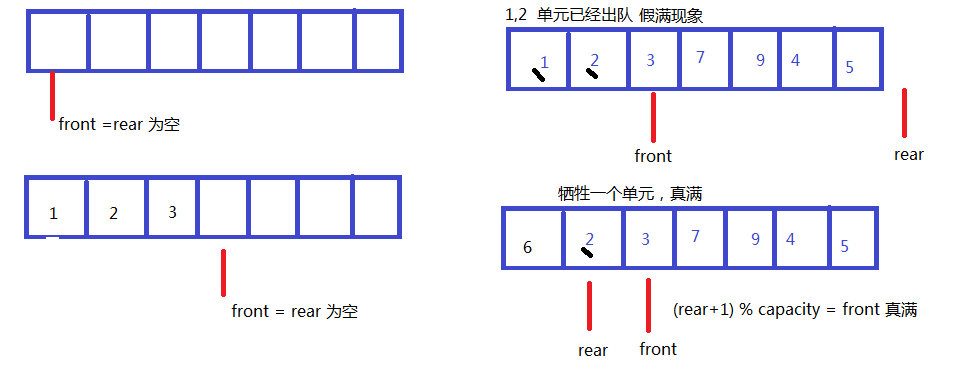 front =rear 为空
1 2 3
front = rear 为空
1,2 单元已经出队 假满现象
1 2 3 7 9 4 5
front
rear
牺牲一个单元，真满
6 2 3 7 9 4 5
(rear+1) % capacity = front 真满
rear front